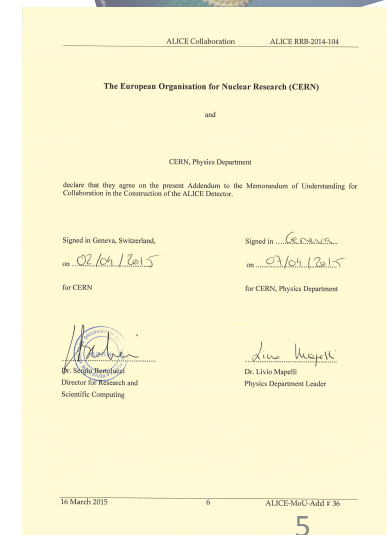 ALICE Collaboration ALICE RRB-2014-104
The European Organisation for Nuclear Research (CERN)
and
CERN, Physics Department
declare that they agree on the present Addendum to the Memorandum of Understanding for
Collaboration in the Construction of the ALICE Detector.
Signed in Geneva, Switzerland, Signed in ...Geneva...
on ..02/04/2015 on ...07/04/2015
for CERN for CERN, Physics Department
Livio Mapelli
Dr. Sergio Bertolucci Dr. Livio Mapelli
Director for Research and Physics Department Leader
Scientific Computing
16 March 2015 6 ALICE-MoU-Add # 36
5